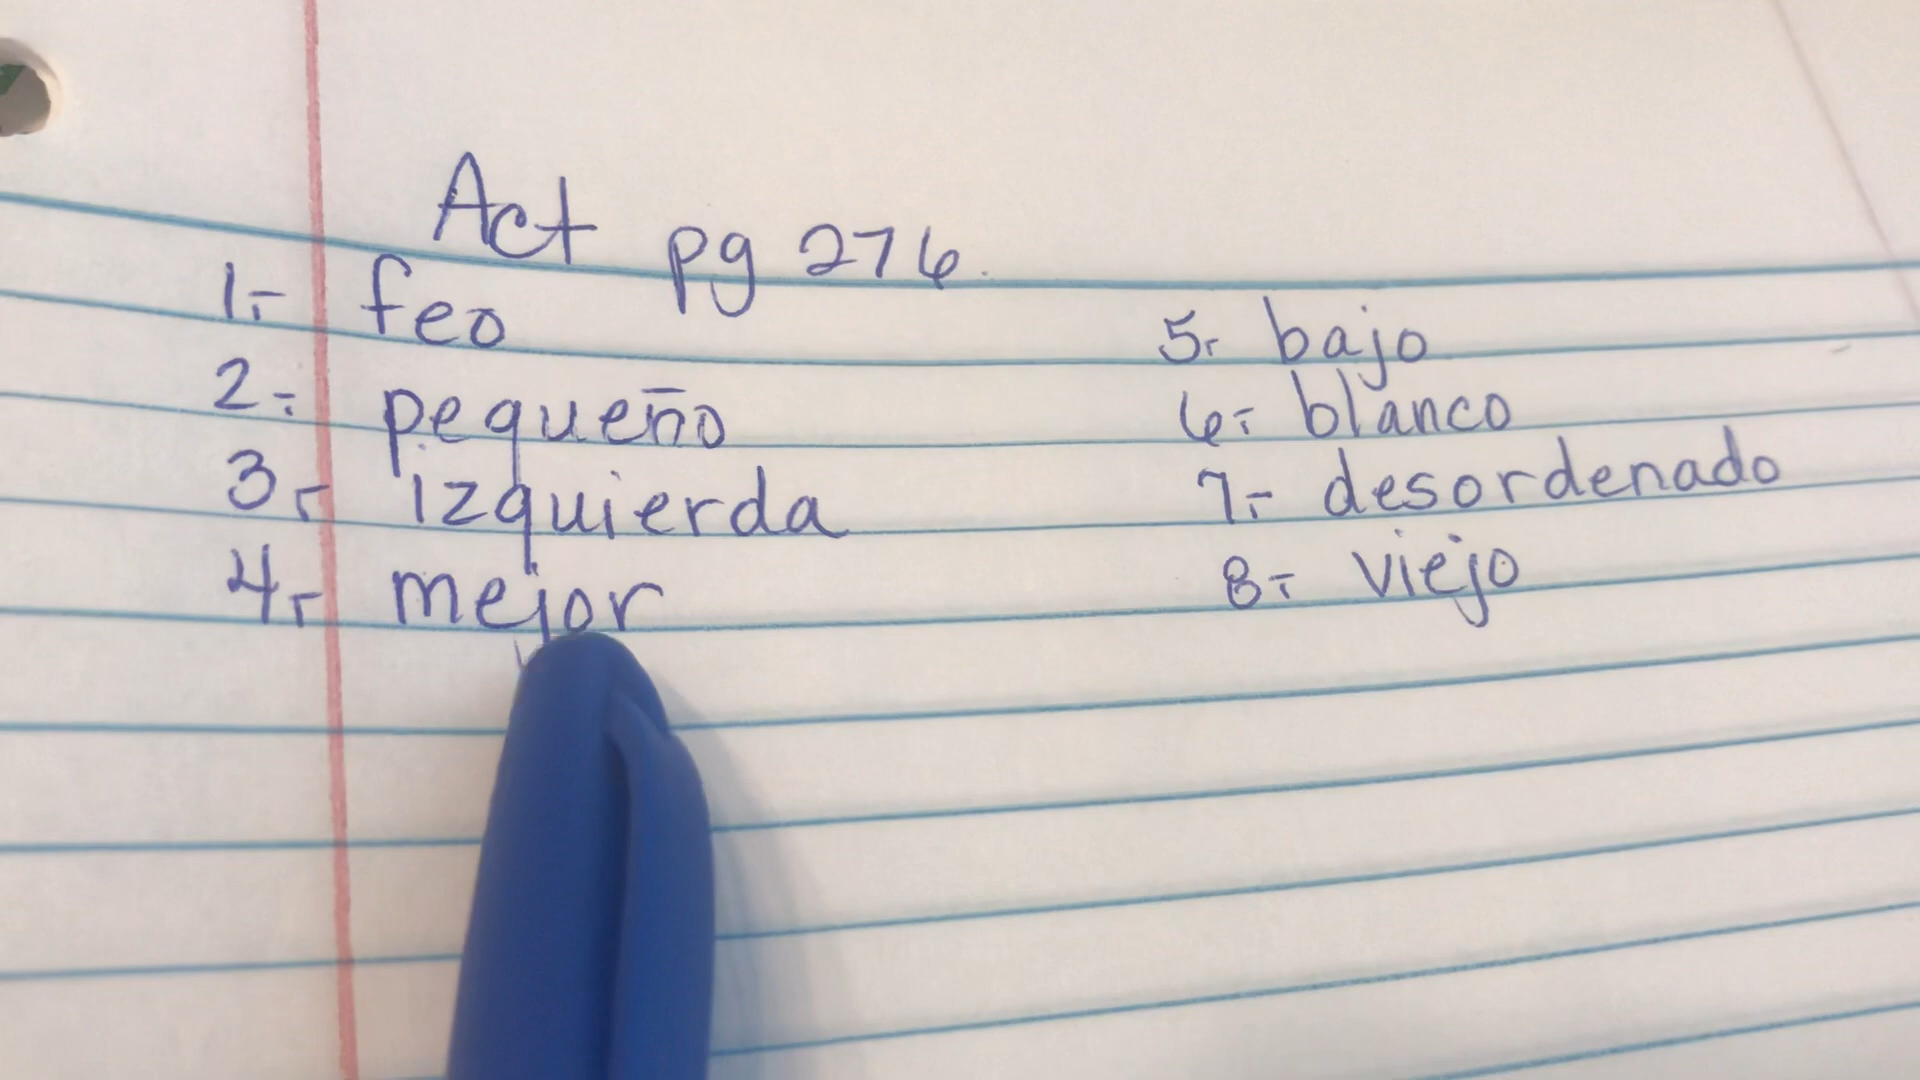 Act pg 276.
1.- feo
2.- pequeño
3.- izquierda
4.- mejor
5.- bajo
6.- blanco
7.- desordenado
8.- viejo